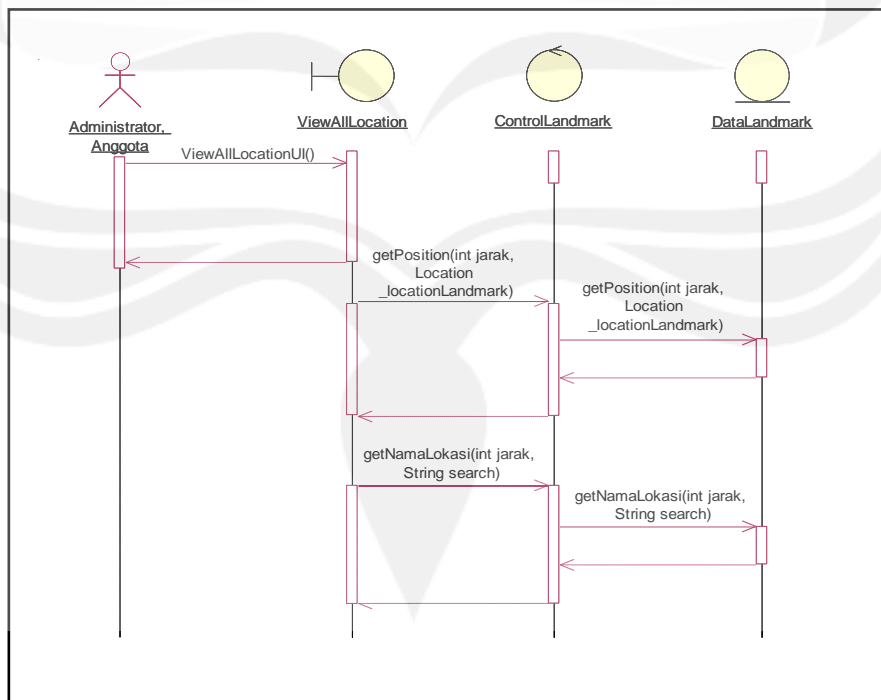 Administrator,
Anggota
ViewAllLocation
ControlLandmark
DataLandmark
ViewAllLocationUI()
getPosition(int jarak,
Location
_locationLandmark)
getPosition(int jarak,
Location
_locationLandmark)
getNamaLokasi(int jarak,
String search)
getNamaLokasi(int jarak,
String search)